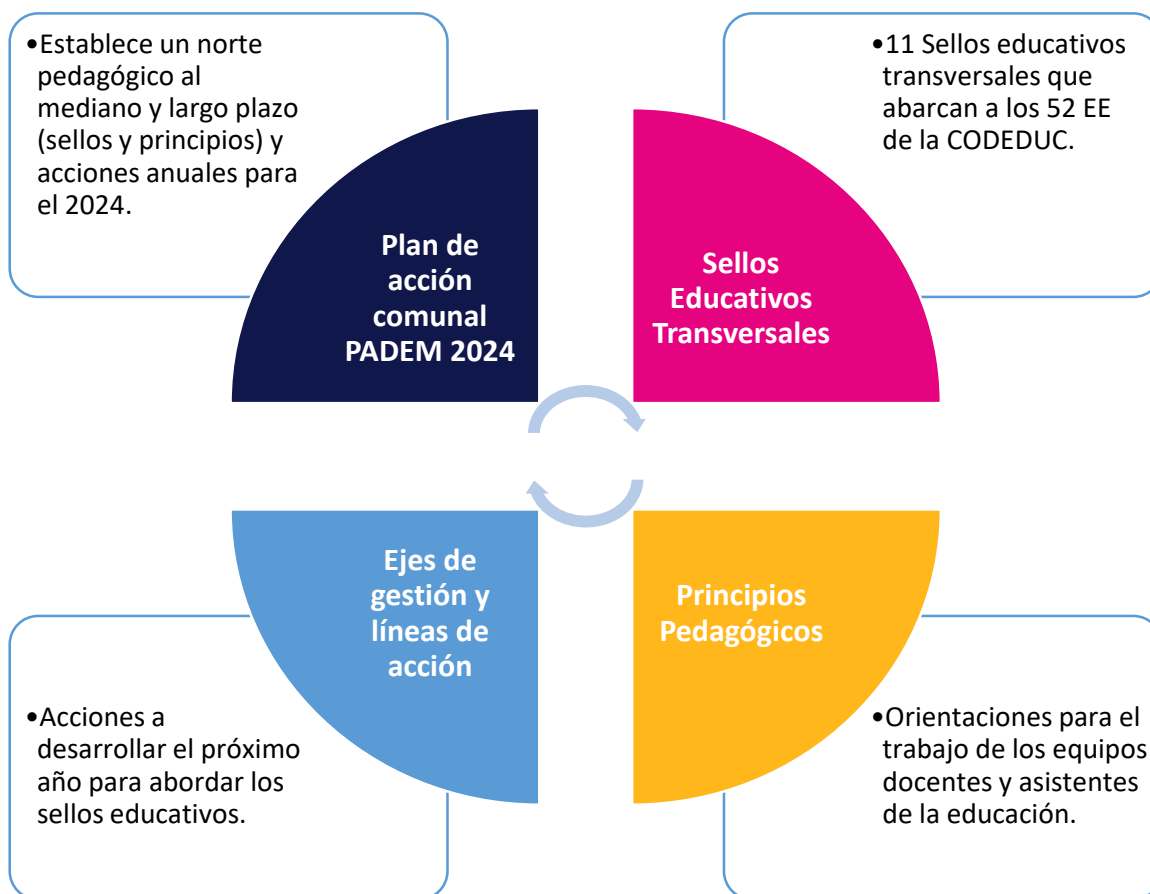 •Establece un norte
pedagógico al
mediano y largo plazo
(sellos y principios) y
acciones anuales para
el 2024.
•11 Sellos educativos
transversales que
abarcan a los 52 EE
de la CODEDUC.
Plan de
acción
comunal
PADEM 2024
Sellos
Educativos
Transversales
Ejes de
gestión y
líneas de
acción
Principios
Pedagógicos
•Acciones a
desarrollar el próximo
año para abordar los
sellos educativos.
•Orientaciones para el
trabajo de los equipos
docentes y asistentes
de la educación.